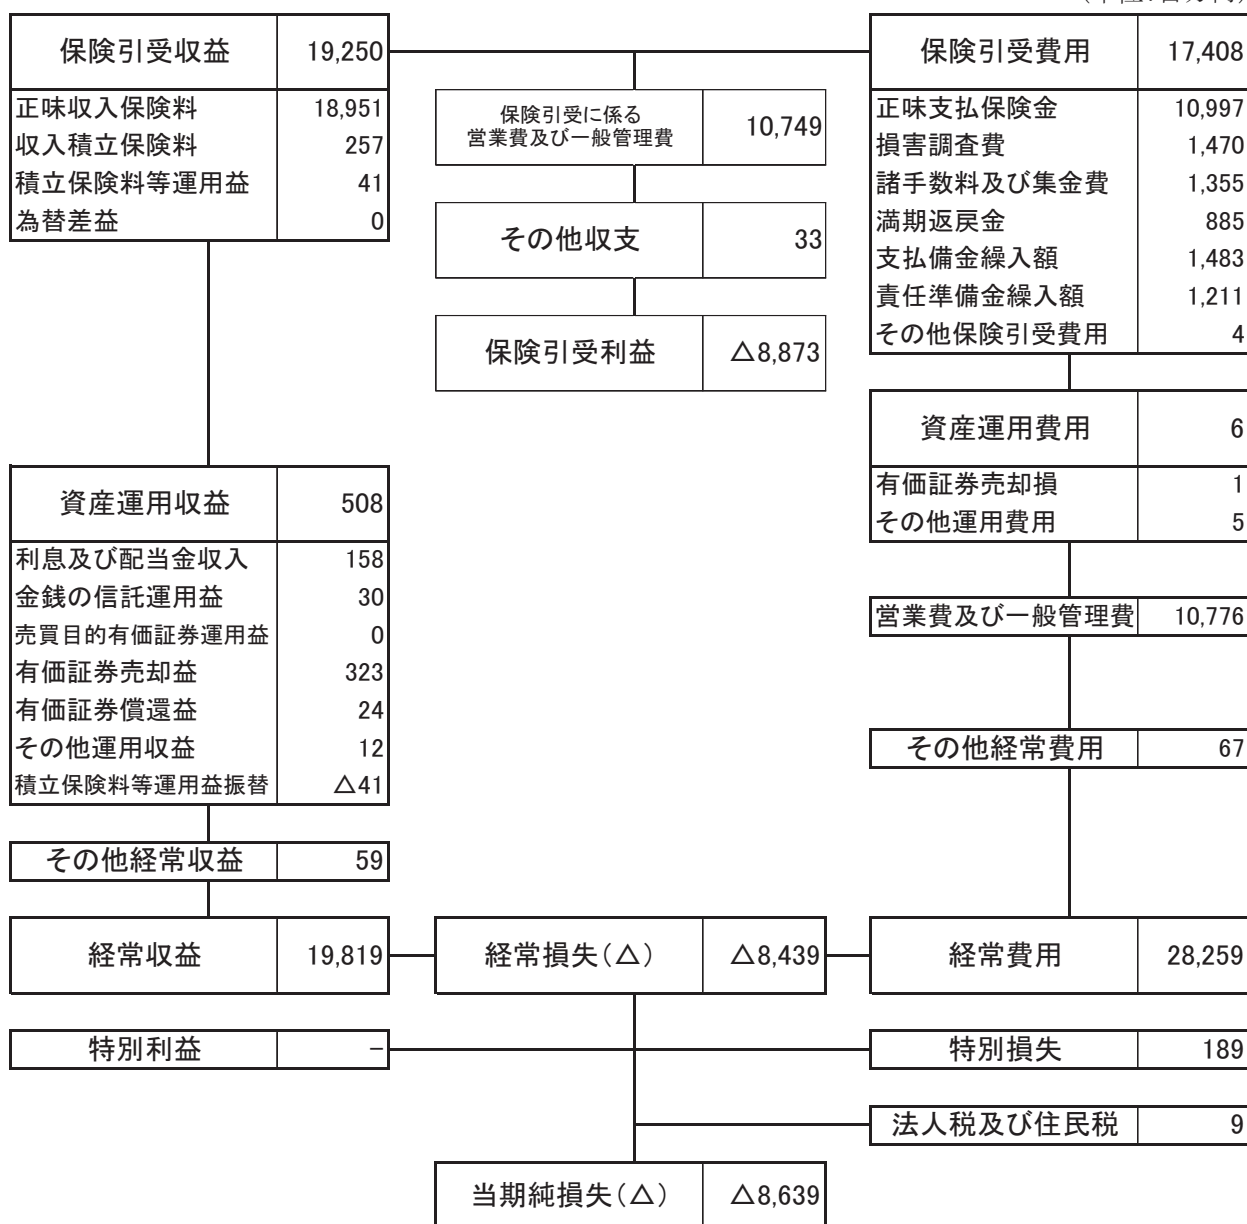 保険引受収益 19,250
正味収入保険料 18,951
収入積立保険料 257
積立保険料等運用益 41
為替差益 0
保険引受に係る
営業費及び一般管理費 10,749
その他収支 33
保険引受利益 △8,873
保険引受費用 17,408
正味支払保険金 10,997
損害調査費 1,470
諸手数料及び集金費 1,355
満期返戻金 885
支払備金繰入額 1,483
責任準備金繰入額 1,211
その他保険引受費用 4
資産運用費用 6
有価証券売却損 1
その他運用費用 5
資産運用収益 508
利息及び配当金収入 158
金銭の信託運用益 30
売買目的有価証券運用益 0
有価証券売却益 323
有価証券償還益 24
その他運用収益 12
積立保険料等運用益振替 △41
営業費及び一般管理費 10,776
その他経常費用 67
その他経常収益 59
経常収益 19,819
経常損失(△) △8,439
経常費用 28,259
特別利益 −
特別損失 189
法人税及び住民税 9
当期純損失(△) △8,639